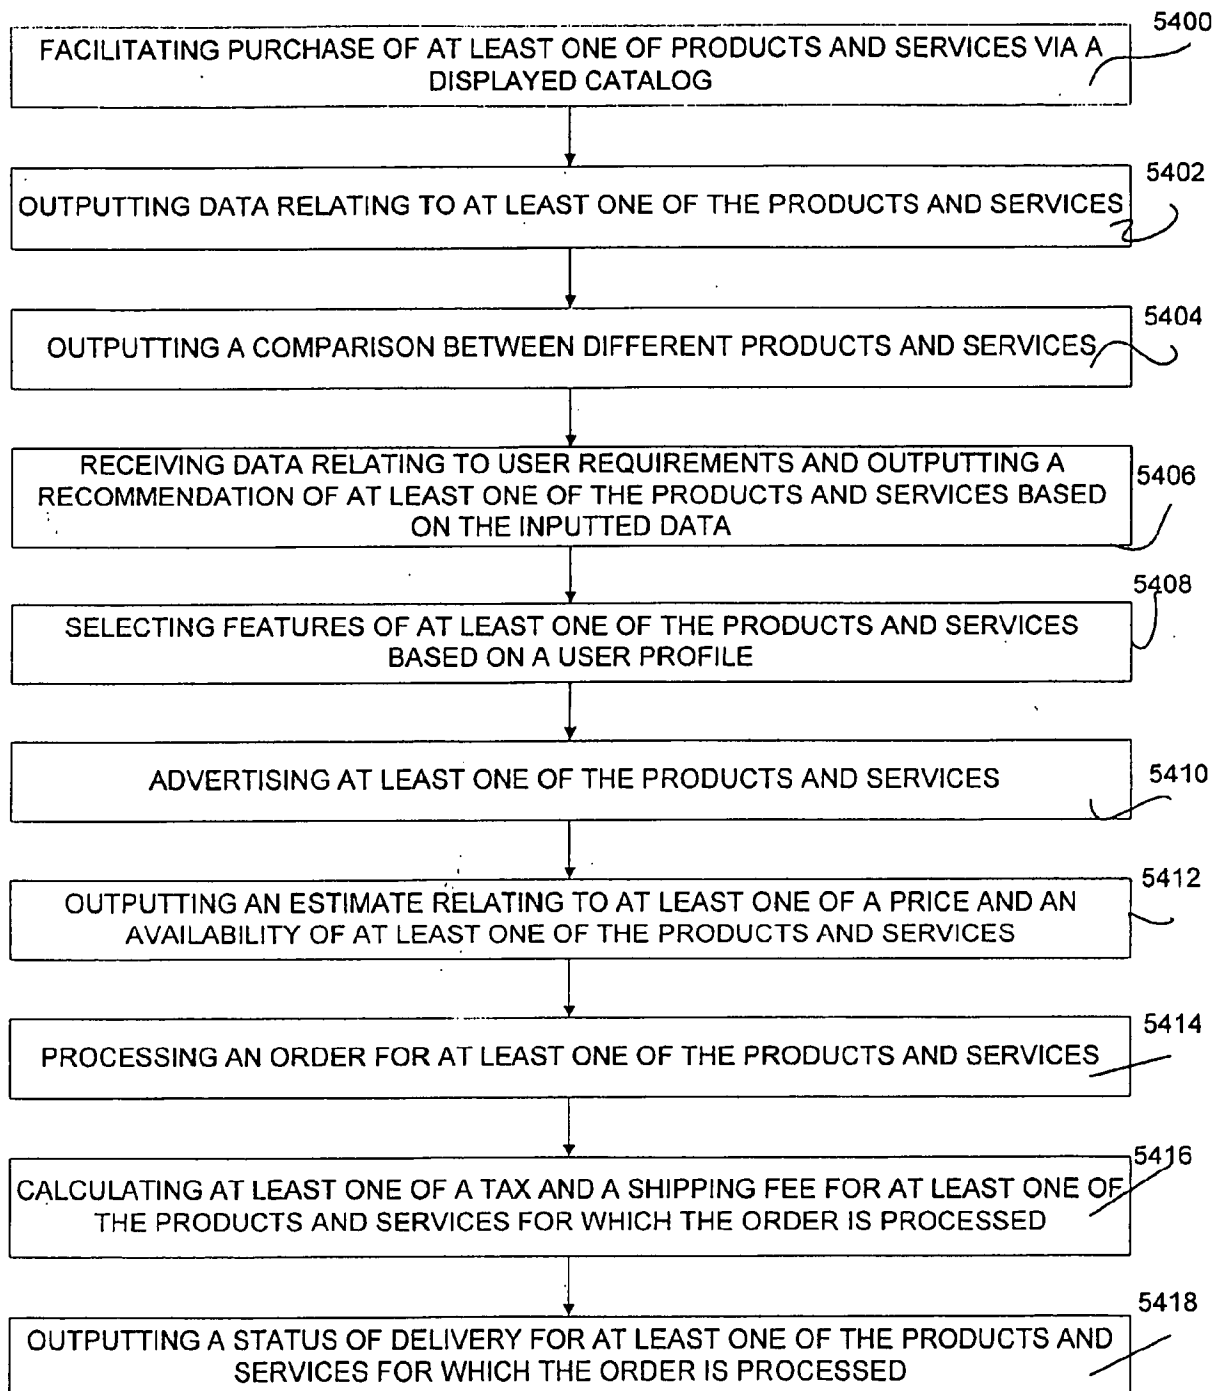 5400
FACILITATING PURCHASE OF AT LEAST ONE OF PRODUCTS AND SERVICES VIA A
DISPLAYED CATALOG
5402
OUTPUTTING DATA RELATING TO AT LEAST ONE OF THE PRODUCTS AND SERVICES
5404
OUTPUTTING A COMPARISON BETWEEN DIFFERENT PRODUCTS AND SERVICES
RECEIVING DATA RELATING TO USER REQUIREMENTS AND OUTPUTTING A
5406
RECOMMENDATION OF AT LEAST ONE OF THE PRODUCTS AND SERVICES BASED
ON THE INPUTTED DATA
5408
SELECTING FEATURES OF AT LEAST ONE OF THE PRODUCTS AND SERVICES
BASED ON A USER PROFILE
5410
ADVERTISING AT LEAST ONE OF THE PRODUCTS AND SERVICES
5412
OUTPUTTING AN ESTIMATE RELATING TO AT LEAST ONE OF A PRICE AND AN
AVAILABILITY OF AT LEAST ONE OF THE PRODUCTS AND SERVICES
5414
PROCESSING AN ORDER FOR AT LEAST ONE OF THE PRODUCTS AND SERVICES
5416
CALCULATING AT LEAST ONE OF A TAX AND A SHIPPING FEE FOR AT LEAST ONE OF
THE PRODUCTS AND SERVICES FOR WHICH THE ORDER IS PROCESSED
5418
OUTPUTTING A STATUS OF DELIVERY FOR AT LEAST ONE OF THE PRODUCTS AND
SERVICES FOR WHICH THE ORDER IS PROCESSED